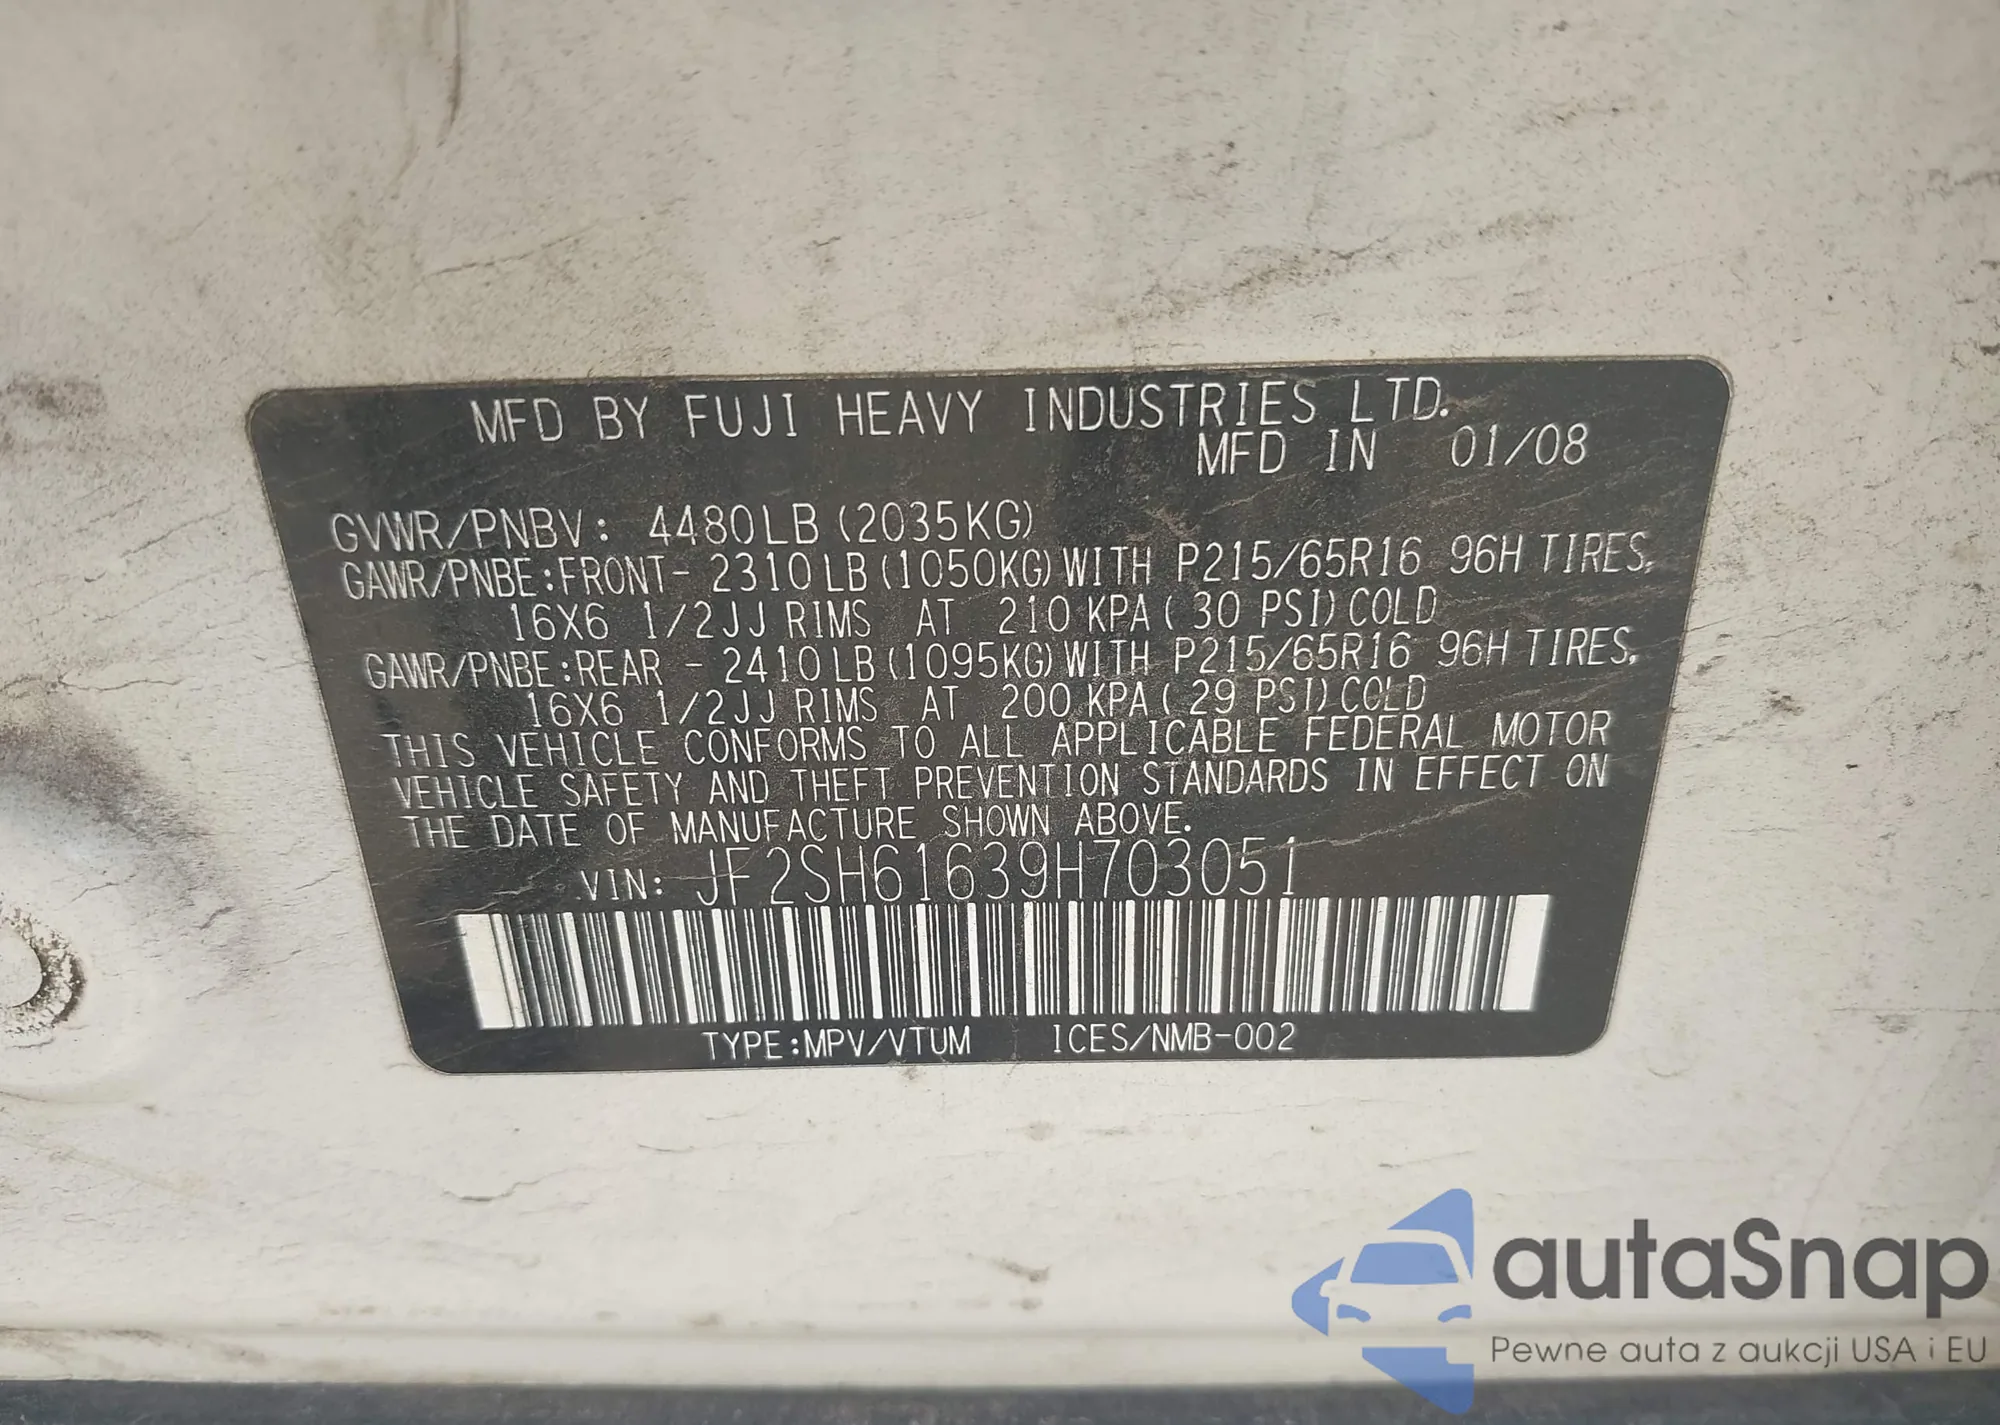 MFD BY FUJI HEAVY INDUSTRIES LTD.
MFD IN 01/08
GVWR/PNBV: 4480LB (2035KG)
GAWR/PNBE:FRONT- 2310LB (1050KG) WITH P215/65R16 96H TIRES,
16X6 1/2JJ RIMS AT 210 KPA ( 30 PSI) COLD
GAWR/PNBE:REAR - 2410LB (1095KG) WITH P215/65R16 96H TIRES,
16X6 1/2JJ RIMS AT 200 KPA ( 29 PSI) COLD
THIS VEHICLE CONFORMS TO ALL APPLICABLE FEDERAL MOTOR
VEHICLE SAFETY AND THEFT PREVENTION STANDARDS IN EFFECT ON
THE DATE OF MANUFACTURE SHOWN ABOVE.
VIN: JF2SH61639H703051
TYPE:MPV/VTUM ICES/NMB-002
autaSnap
Pewne auta z aukcji USA i EU